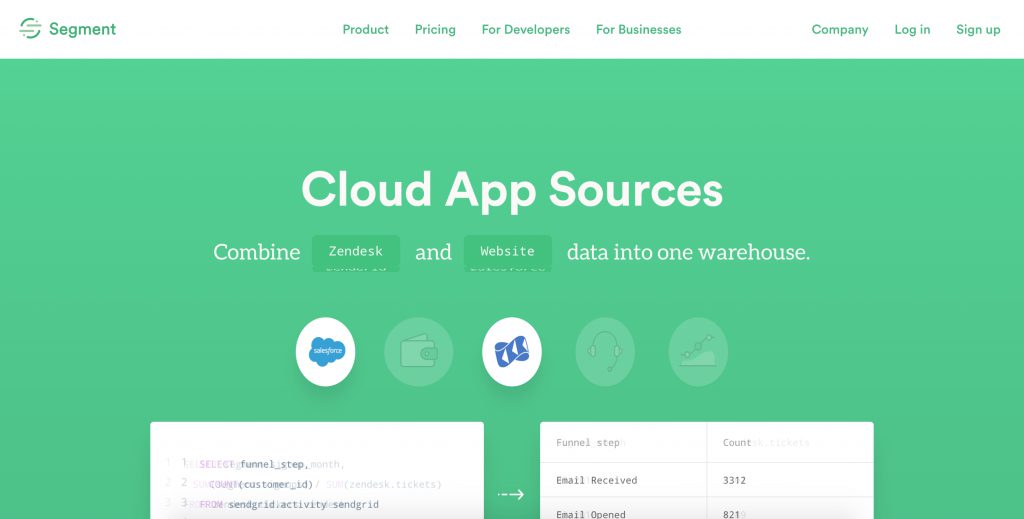 Segment
Product Pricing For Developers For Businesses
Company Log in Sign up
Cloud App Sources
Combine Zendesk and Website data into one warehouse.
salesforce
1 SELECT funnel_step,
2 COUNT(customer_id)
3 FROM sendgrid.activity sendgrid
Funnel step Count
Email Received 3312
Email Opened 821